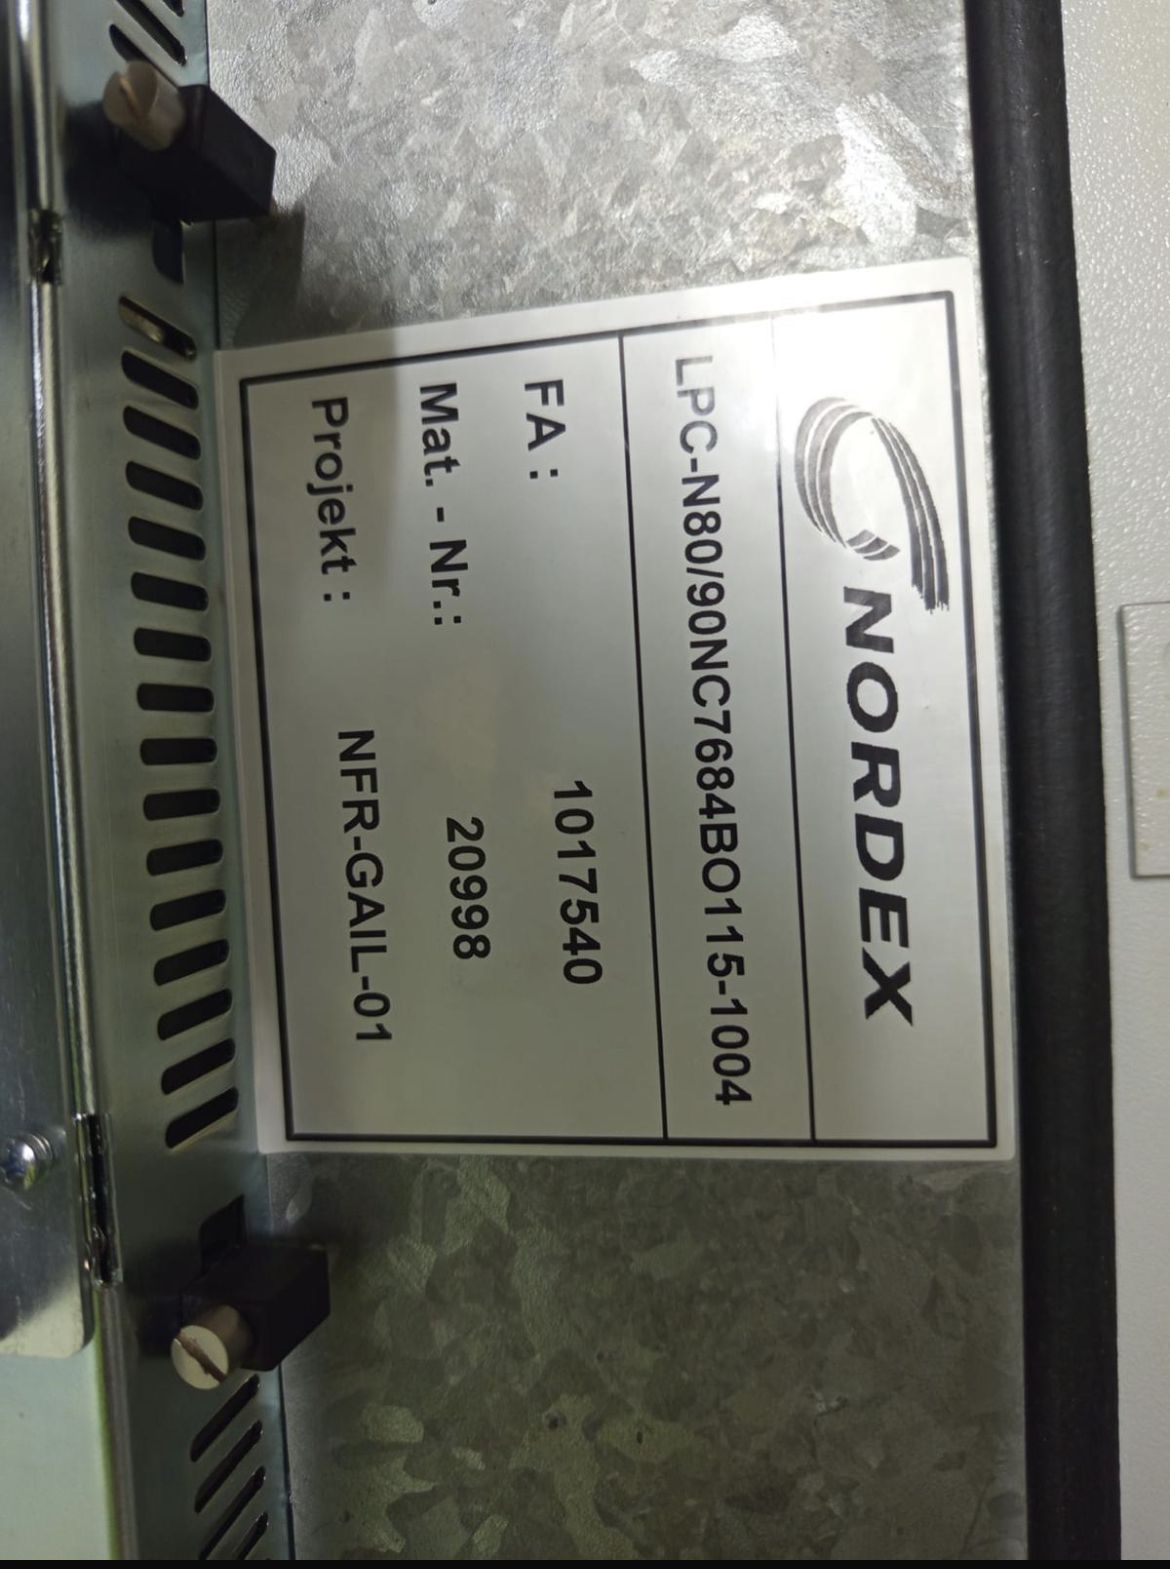 NORDEX
LPC-N80/90NC7684BO115-1004
FA : 1017540
Mat. - Nr.: 20998
Projekt : NFR-GAIL-01